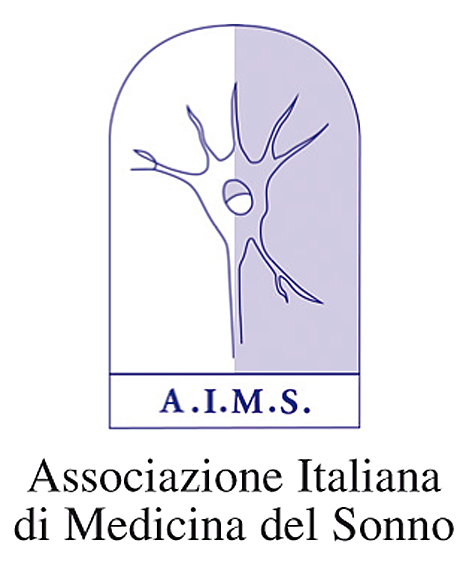 A.I.M.S.
Associazione Italiana
di Medicina del Sonno